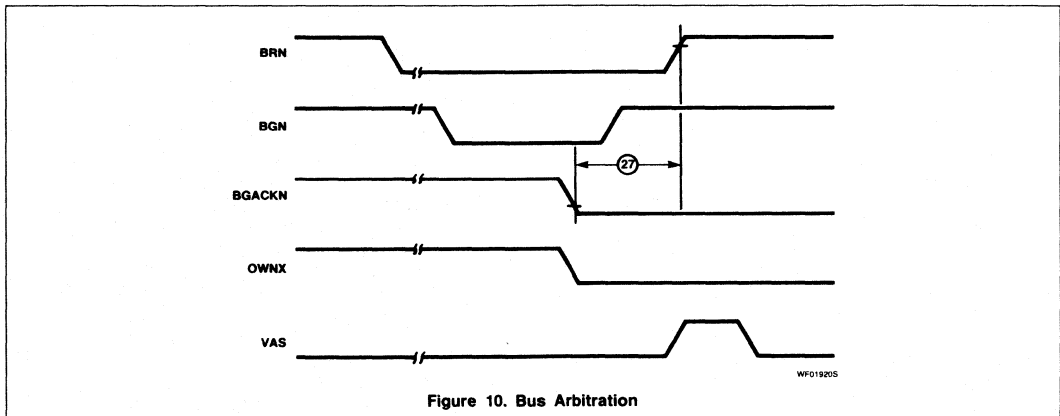 BRN
BGN
27
BGACKN
OWNX
VAS
WF01920S
Figure 10. Bus Arbitration